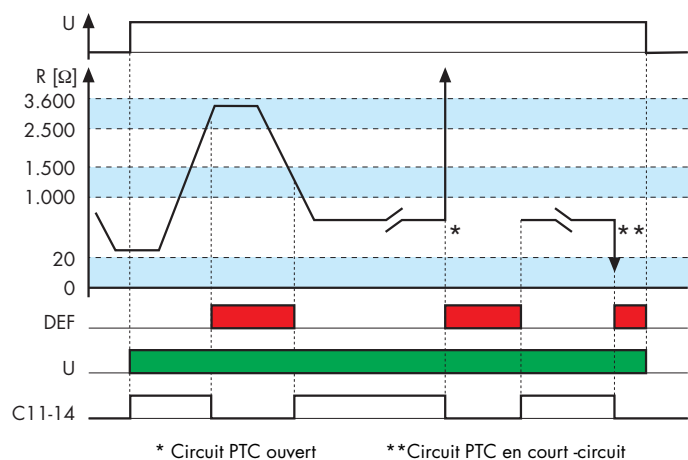 U
R [Ω]
3.600
2.500
1.500
1.000
*
**
20
0
DEF
U
C11-14
* Circuit PTC ouvert
**Circuit PTC en court -circuit